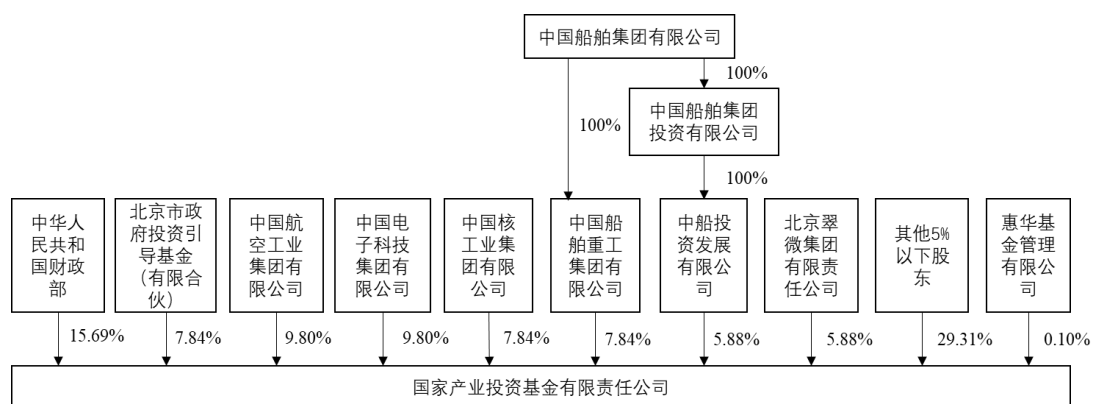 中国船舶集团有限公司
100%
中国船舶集团
投资有限公司
100%
100%
中华人
民共和
国财政
部
北京市政
府投资引
导基金
（有限合
伙）
中国航
空工业
集团有
限公司
中国电
子科技
集团有
限公司
中国核
工业集
团有限
公司
中国船
舶重工
集团有
限公司
中船投
资发展
有限公
司
北京翠
微集团
有限责
任公司
其他5%
以下股
东
惠华基
金管理
有限公
司
15.69%
7.84%
9.80%
9.80%
7.84%
7.84%
5.88%
5.88%
29.31%
0.10%
国家产业投资基金有限责任公司